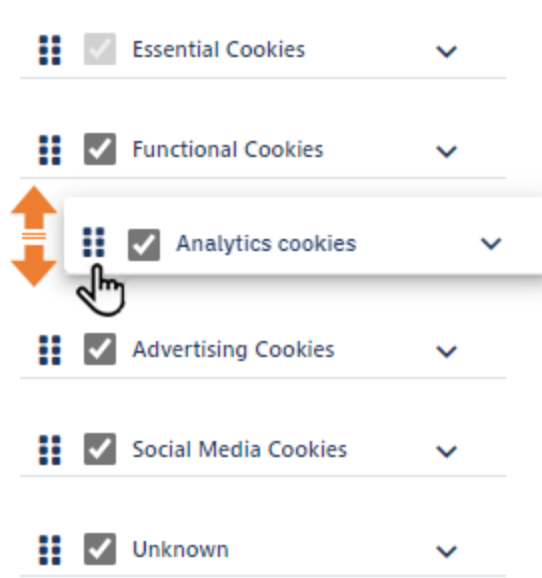 Essential Cookies
Functional Cookies
Analytics cookies
Advertising Cookies
Social Media Cookies
Unknown